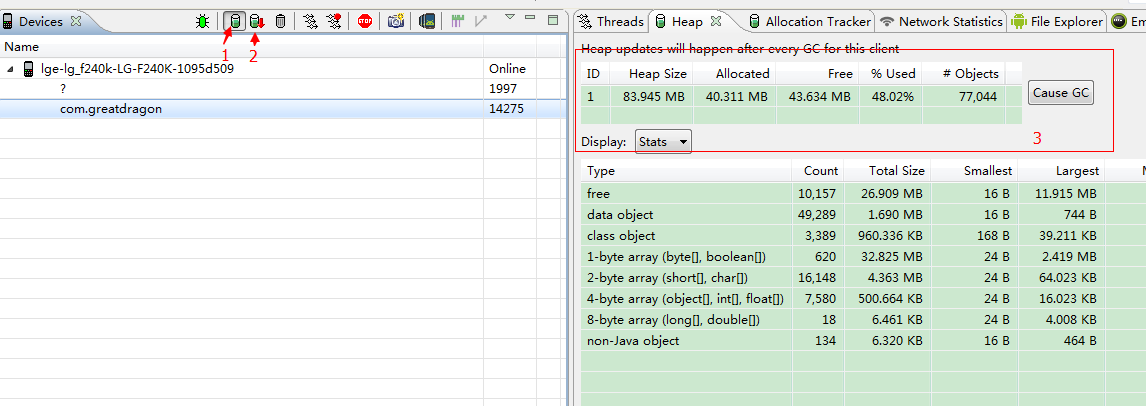 Devices
1
2
Name
lge-lg_f240k-LG-F240K-1095d509 Online
? 1997
com.greatdragon 14275
Threads Heap Allocation Tracker Network Statistics File Explorer Em
Heap updates will happen after every GC for this client
ID Heap Size Allocated Free % Used # Objects
1 83.945 MB 40.311 MB 43.634 MB 48.02% 77,044
Cause GC
Display: Stats
3
Type Count Total Size Smallest Largest M
free 10,157 26.909 MB 16 B 11.915 MB
data object 49,289 1.690 MB 16 B 744 B
class object 3,389 960.336 KB 168 B 39.211 KB
1-byte array (byte[], boolean[]) 620 32.825 MB 24 B 2.419 MB
2-byte array (short[], char[]) 16,148 4.363 MB 24 B 64.023 KB
4-byte array (object[], int[], float[]) 7,580 500.664 KB 24 B 16.023 KB
8-byte array (long[], double[]) 18 6.461 KB 24 B 4.008 KB
non-Java object 134 6.320 KB 16 B 464 B